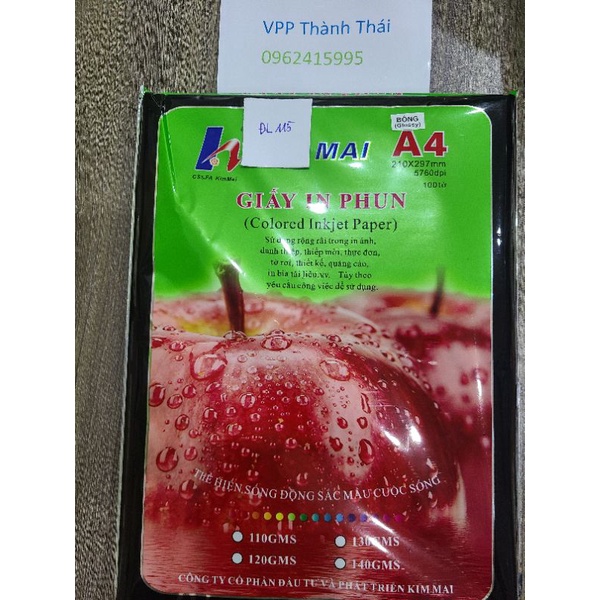 VPP Thành Thái
0962415995
ĐL 115
BÓNG
(Glossy)
MAI A4
210X297mm
5760dpi
100tờ
GIẤY IN PHUN
(Colored Inkjet Paper)
Sử dụng rộng rãi trong in ảnh,
danh thiếp, thiếp mời, thực đơn,
tờ rơi, thiết kế, quảng cáo,
in bìa tài liệu.vv. Tùy theo
yêu cầu công việc để sử dụng.
THỂ HIỆN SỐNG ĐỘNG SẮC MÀU CUỘC SỐNG
110GMS 130GMS
120GMS 140GMS
CÔNG TY CỔ PHẦN ĐẦU TƯ VÀ PHÁT TRIỂN KIM MAI